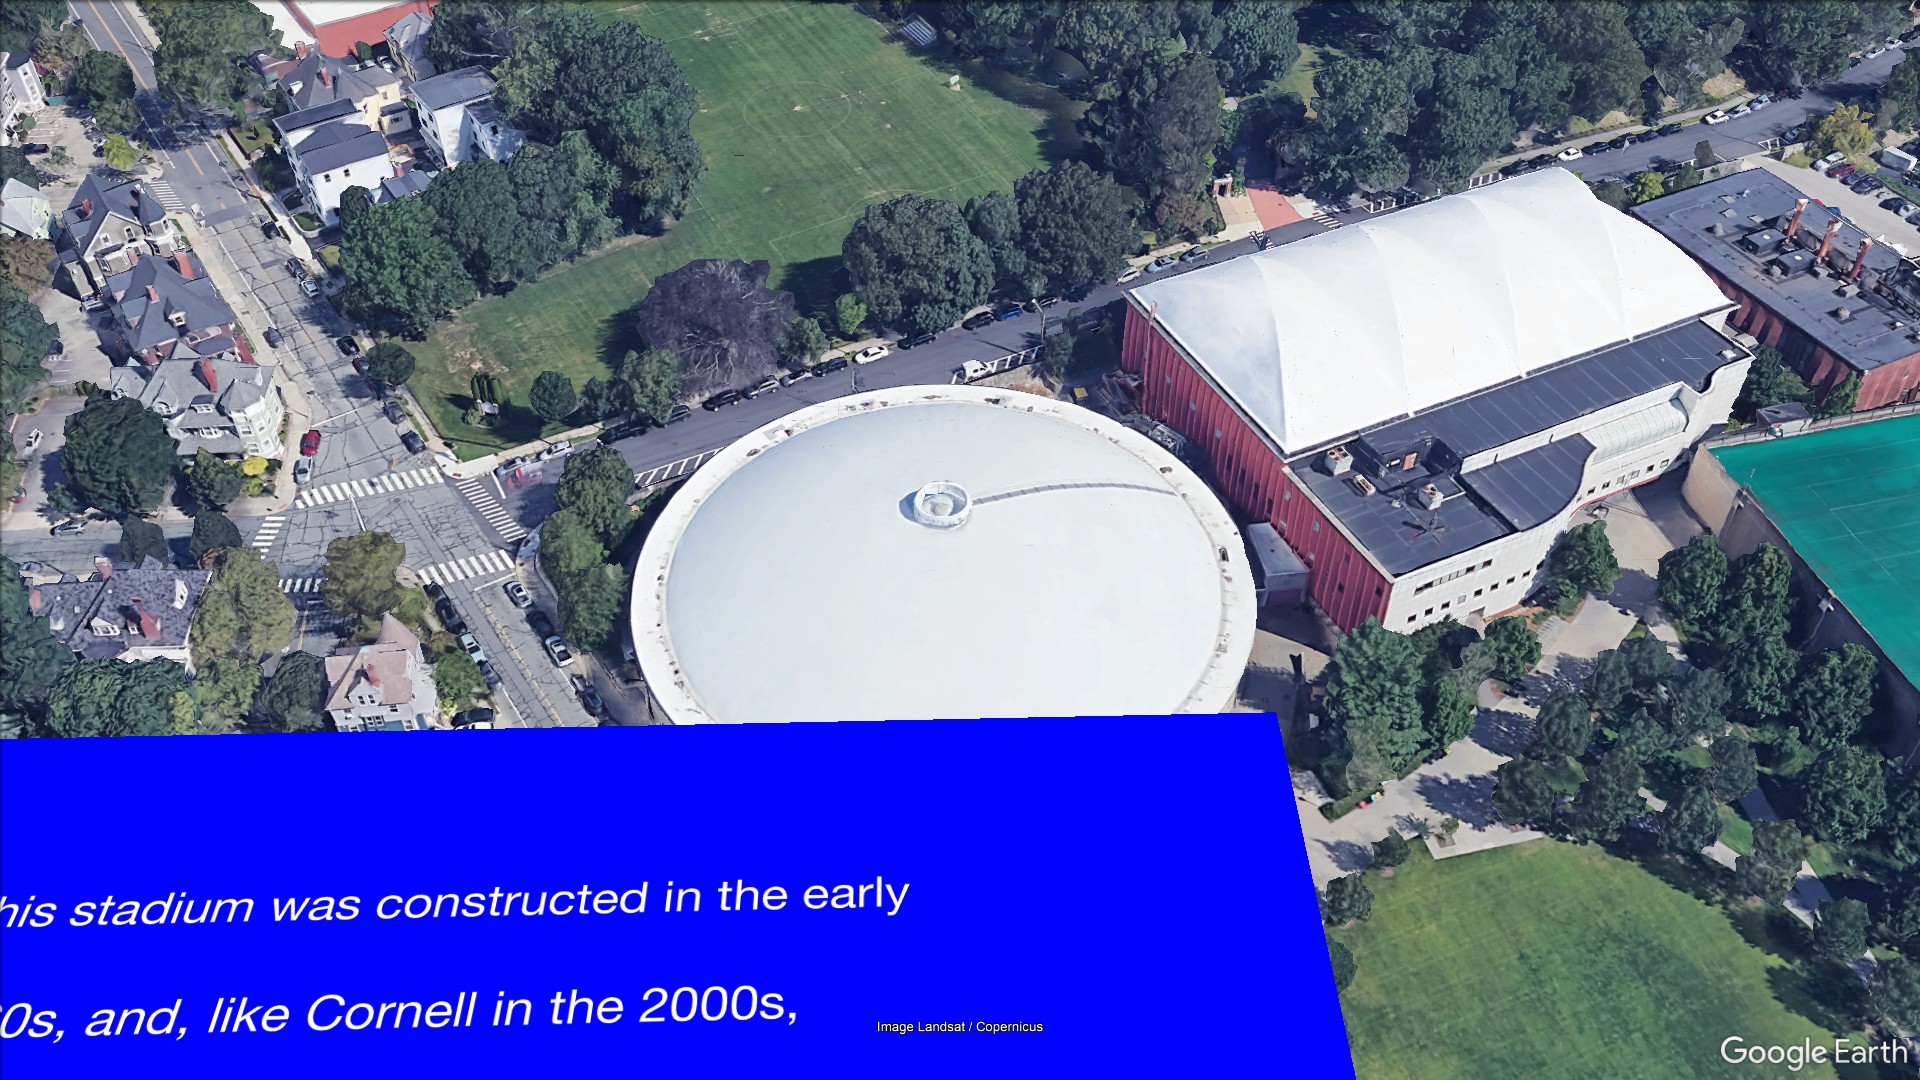 his stadium was constructed in the early
0s, and, like Cornell in the 2000s,
Image Landsat / Copernicus
Google Earth